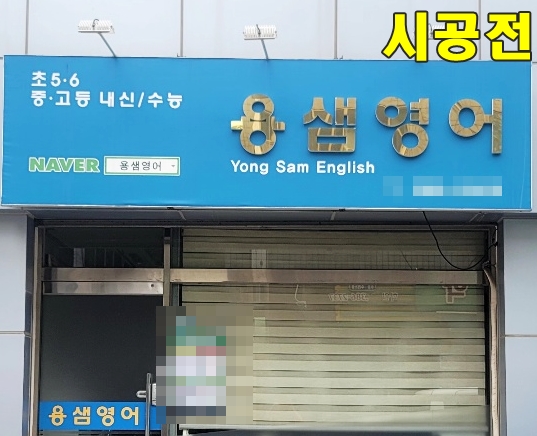 시공전
초5·6
중·고등 내신/수능
용샘영어
Yong Sam English
NAVER 용샘영어
용샘영어